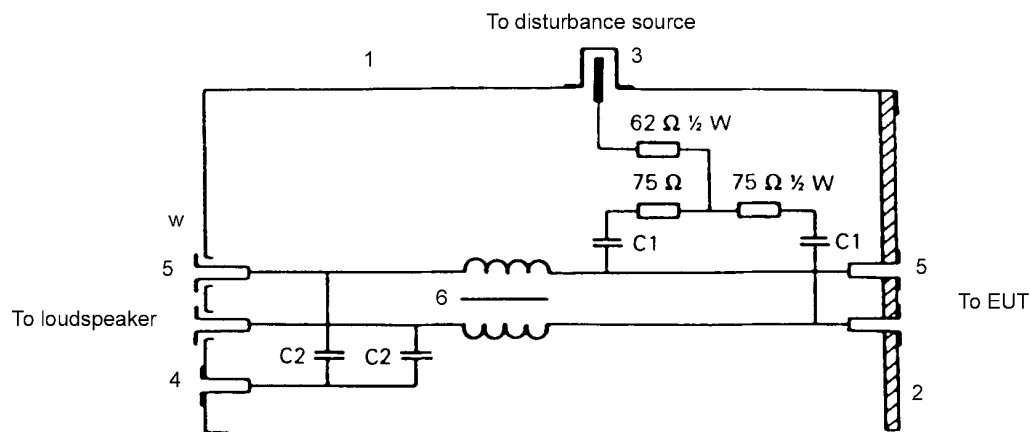 To disturbance source
1
3
62 Ω ½ W
75 Ω
75 Ω ½ W
w
C1
C1
5
5
6
To loudspeaker
To EUT
C2
C2
4
2